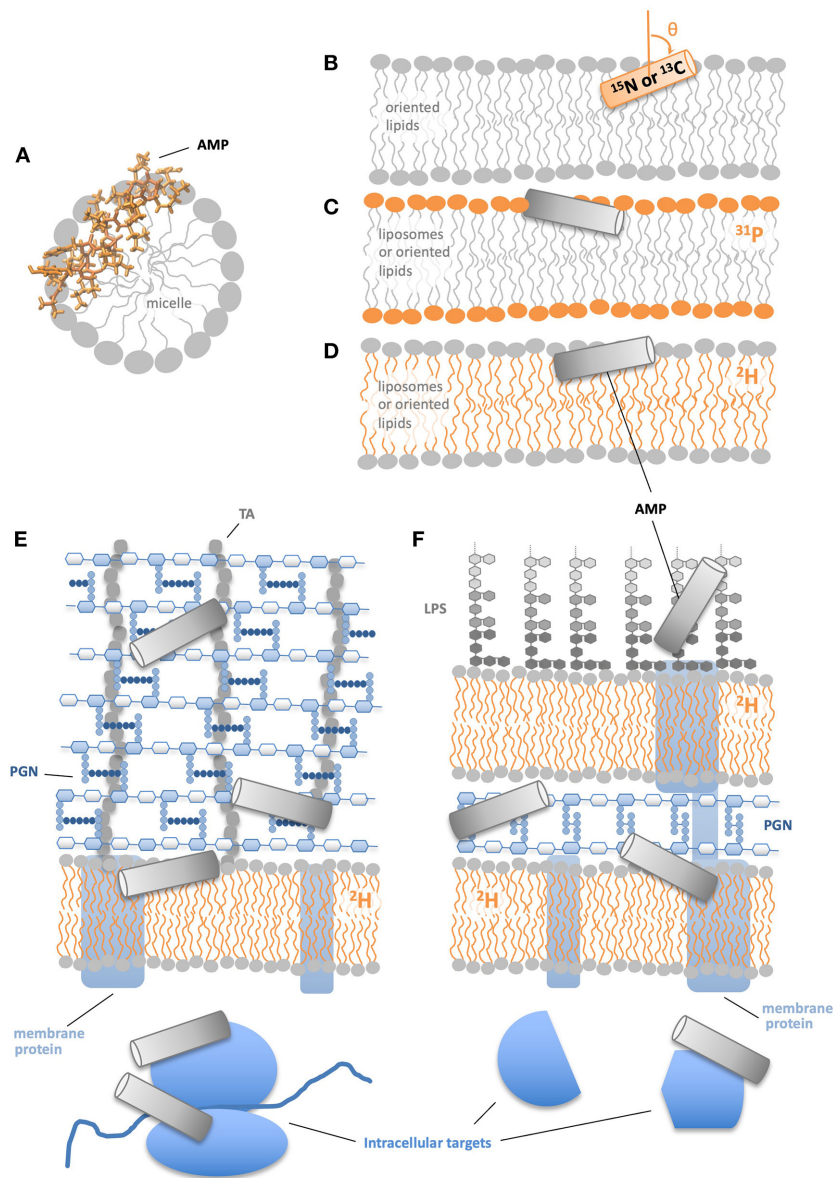 A
AMP
micelle
B
θ
¹⁵N or ¹³C
oriented
lipids
C
³¹P
liposomes
or oriented
lipids
D
²H
liposomes
or oriented
lipids
AMP
E
TA
PGN
²H
membrane
protein
F
LPS
²H
PGN
²H
membrane
protein
Intracellular targets